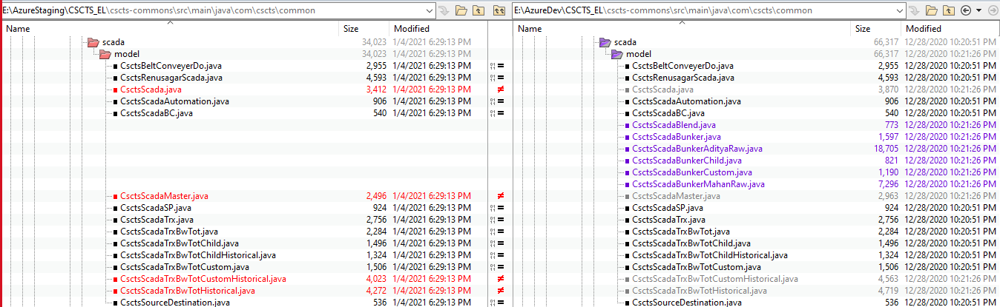 E:\AzureStaging\CSCTS_EL\cscts-commons\src\main\java\com\cscts\common E:\AzureDev\CSCTS_EL\cscts-commons\src\main\java\com\cscts\common
Name Size Modified Name Size Modified
scada 34,023 1/4/2021 6:29:13 PM scada 66,317 12/28/2020 10:20:51 PM
model 34,023 1/4/2021 6:29:13 PM model 66,317 12/28/2020 10:21:26 PM
CsctsBeltConveyerDo.java 2,955 1/4/2021 6:29:13 PM = CsctsBeltConveyerDo.java 2,955 12/28/2020 10:20:51 PM
CsctsRenusagarScada.java 4,593 1/4/2021 6:29:13 PM = CsctsRenusagarScada.java 4,593 12/28/2020 10:20:51 PM
CsctsScada.java 3,412 1/4/2021 6:29:13 PM ≠ CsctsScada.java 3,870 12/28/2020 10:21:26 PM
CsctsScadaAutomation.java 906 1/4/2021 6:29:13 PM = CsctsScadaAutomation.java 906 12/28/2020 10:20:51 PM
CsctsScadaBC.java 540 1/4/2021 6:29:13 PM = CsctsScadaBC.java 540 12/28/2020 10:20:51 PM
CsctsScadaBlend.java 773 12/28/2020 10:21:26 PM
CsctsScadaBunker.java 1,597 12/28/2020 10:21:26 PM
CsctsScadaBunkerAdityaRaw.java 18,705 12/28/2020 10:21:26 PM
CsctsScadaBunkerChild.java 821 12/28/2020 10:21:26 PM
CsctsScadaBunkerCustom.java 1,190 12/28/2020 10:21:26 PM
CsctsScadaBunkerMahanRaw.java 7,296 12/28/2020 10:21:26 PM
CsctsScadaMaster.java 2,496 1/4/2021 6:29:13 PM ≠ CsctsScadaMaster.java 2,963 12/28/2020 10:21:26 PM
CsctsScadaSP.java 924 1/4/2021 6:29:13 PM = CsctsScadaSP.java 924 12/28/2020 10:20:51 PM
CsctsScadaTrx.java 2,756 1/4/2021 6:29:13 PM = CsctsScadaTrx.java 2,756 12/28/2020 10:20:51 PM
CsctsScadaTrxBwTot.java 2,284 1/4/2021 6:29:13 PM = CsctsScadaTrxBwTot.java 2,284 12/28/2020 10:20:51 PM
CsctsScadaTrxBwTotChild.java 1,496 1/4/2021 6:29:13 PM = CsctsScadaTrxBwTotChild.java 1,496 12/28/2020 10:20:51 PM
CsctsScadaTrxBwTotChildHistorical.java 1,324 1/4/2021 6:29:13 PM = CsctsScadaTrxBwTotChildHistorical.java 1,324 12/28/2020 10:20:51 PM
CsctsScadaTrxBwTotCustom.java 1,506 1/4/2021 6:29:13 PM = CsctsScadaTrxBwTotCustom.java 1,506 12/28/2020 10:20:51 PM
CsctsScadaTrxBwTotCustomHistorical.java 4,023 1/4/2021 6:29:13 PM ≠ CsctsScadaTrxBwTotCustomHistorical.java 4,563 12/28/2020 10:21:26 PM
CsctsScadaTrxBwTotHistorical.java 4,272 1/4/2021 6:29:13 PM ≠ CsctsScadaTrxBwTotHistorical.java 4,719 12/28/2020 10:21:26 PM
CsctsSourceDestination.java 536 1/4/2021 6:29:13 PM = CsctsSourceDestination.java 536 12/28/2020 10:20:51 PM